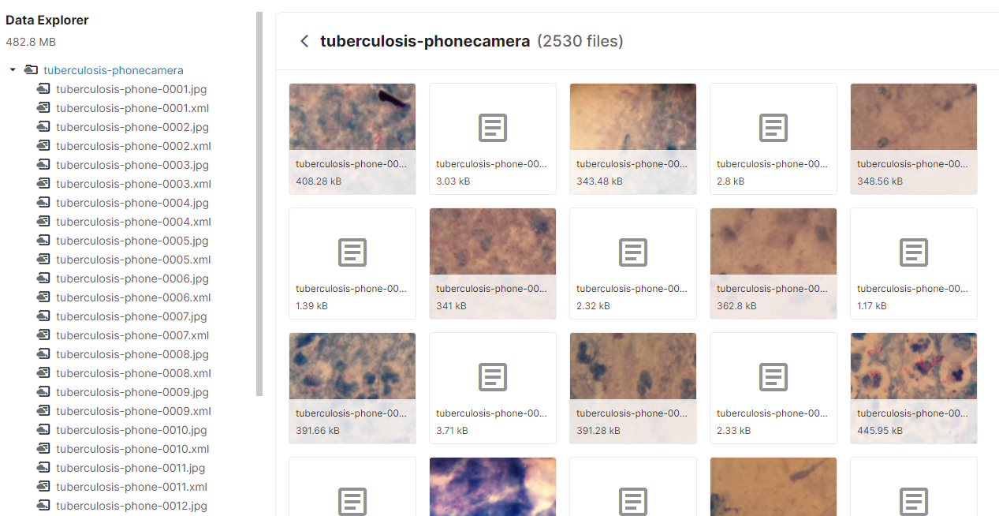 Data Explorer
482.8 MB
tuberculosis-phonecamera
tuberculosis-phone-0001.jpg
tuberculosis-phone-0001.xml
tuberculosis-phone-0002.jpg
tuberculosis-phone-0002.xml
tuberculosis-phone-0003.jpg
tuberculosis-phone-0003.xml
tuberculosis-phone-0004.jpg
tuberculosis-phone-0004.xml
tuberculosis-phone-0005.jpg
tuberculosis-phone-0005.xml
tuberculosis-phone-0006.jpg
tuberculosis-phone-0006.xml
tuberculosis-phone-0007.jpg
tuberculosis-phone-0007.xml
tuberculosis-phone-0008.jpg
tuberculosis-phone-0008.xml
tuberculosis-phone-0009.jpg
tuberculosis-phone-0009.xml
tuberculosis-phone-0010.jpg
tuberculosis-phone-0010.xml
tuberculosis-phone-0011.jpg
tuberculosis-phone-0011.xml
tuberculosis-phone-0012.jpg
tuberculosis-phonecamera (2530 files)
tuberculosis-phone-00... tuberculosis-phone-00... tuberculosis-phone-00... tuberculosis-phone-00... tuberculosis-phone-00...
408.28 kB 3.03 kB 343.48 kB 2.8 kB 348.56 kB
tuberculosis-phone-00... tuberculosis-phone-00... tuberculosis-phone-00... tuberculosis-phone-00... tuberculosis-phone-00...
1.39 kB 341 kB 2.32 kB 362.8 kB 1.17 kB
tuberculosis-phone-00... tuberculosis-phone-00... tuberculosis-phone-00... tuberculosis-phone-00... tuberculosis-phone-00...
391.66 kB 3.71 kB 391.28 kB 2.33 kB 445.95 kB